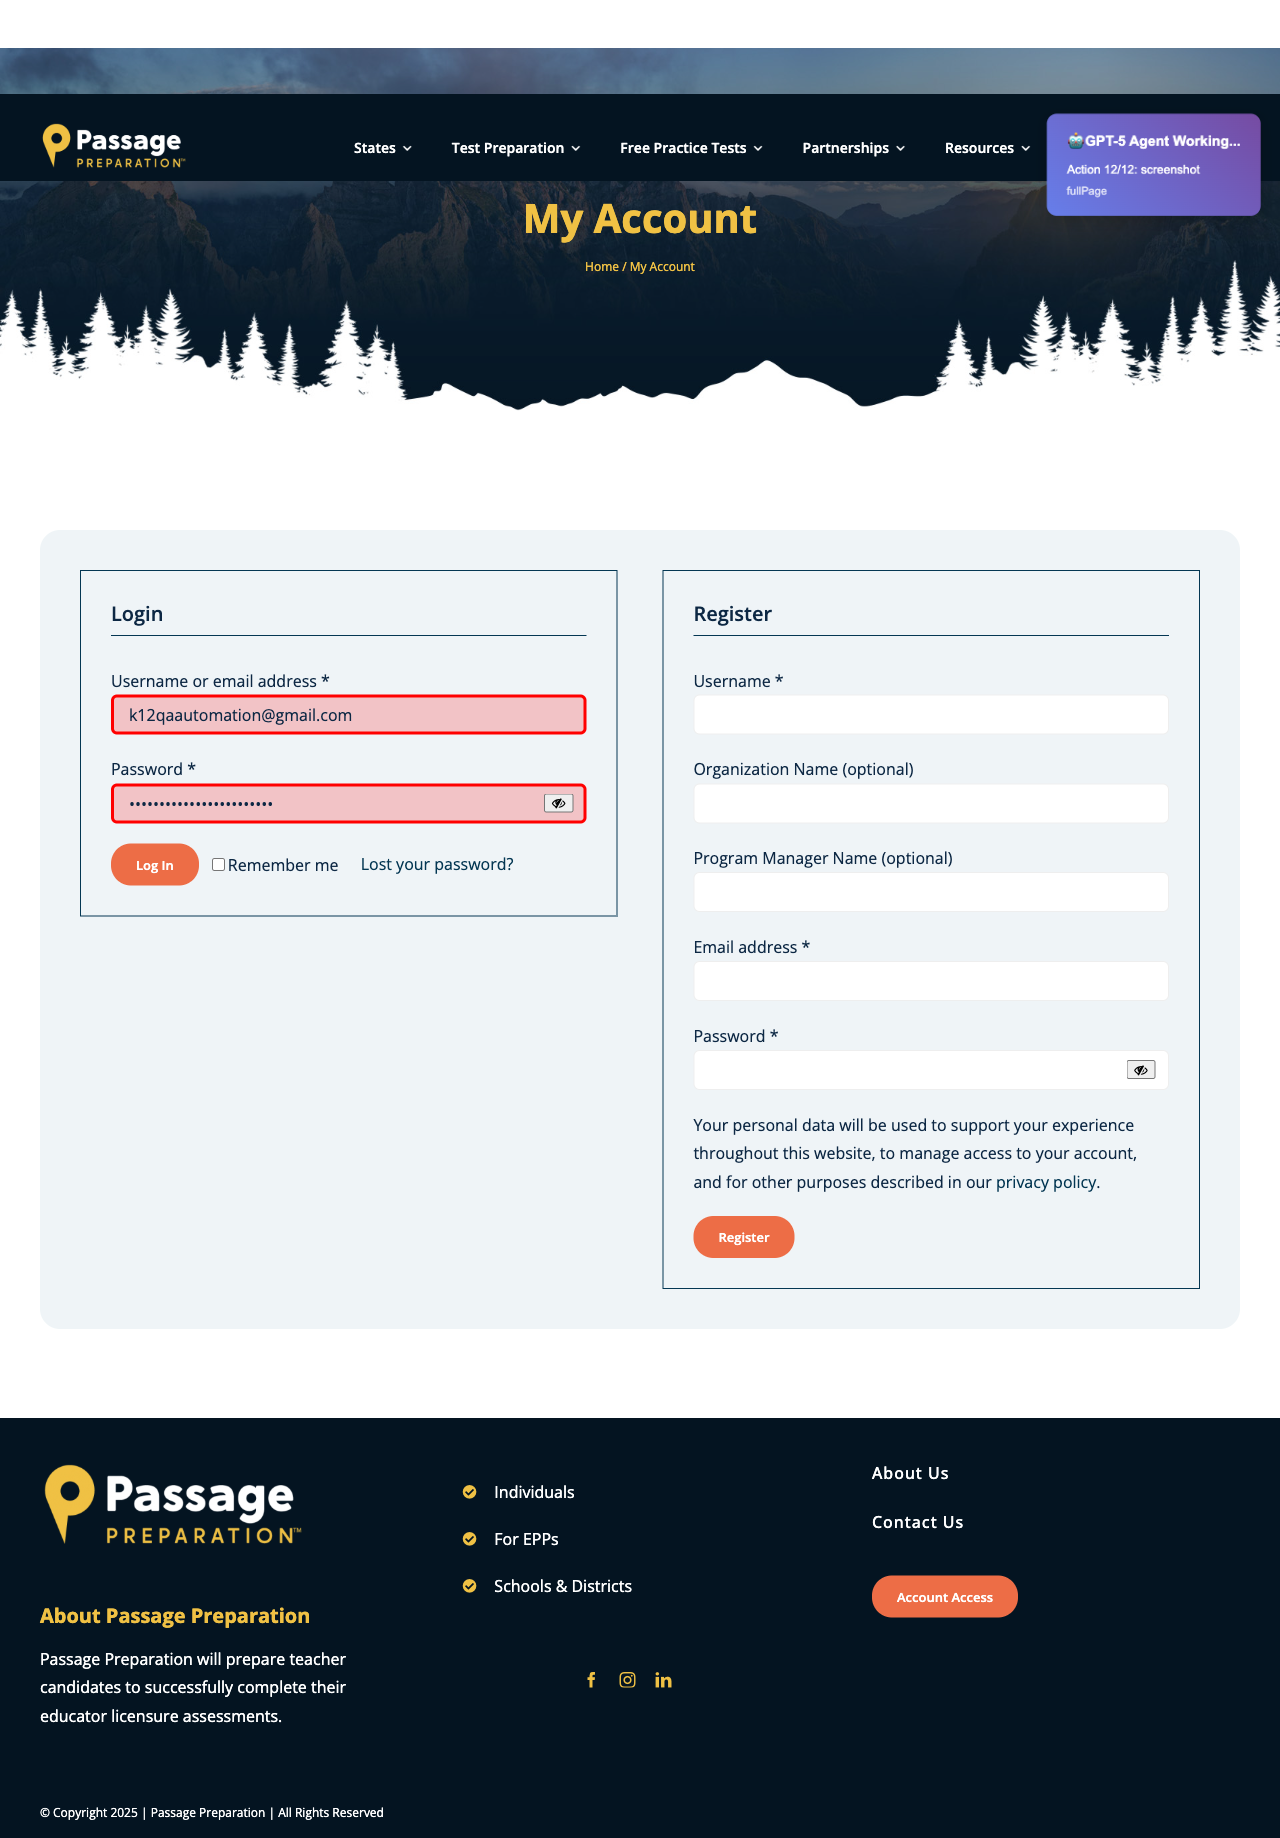 Passage
PREPARATION™
States
Test Preparation
Free Practice Tests
Partnerships
Resources
GPT-5 Agent Working...
Action 12/12: screenshot
fullPage
My Account
Home / My Account
Login
Username or email address *
k12qaautomation@gmail.com
Password *
••••••••••••••••••••••••
Log In
Remember me
Lost your password?
Register
Username *
Organization Name (optional)
Program Manager Name (optional)
Email address *
Password *
Your personal data will be used to support your experience
throughout this website, to manage access to your account,
and for other purposes described in our privacy policy.
Register
Passage
PREPARATION™
About Passage Preparation
Passage Preparation will prepare teacher
candidates to successfully complete their
educator licensure assessments.
Individuals
For EPPs
Schools & Districts
About Us
Contact Us
Account Access
© Copyright 2025 | Passage Preparation | All Rights Reserved